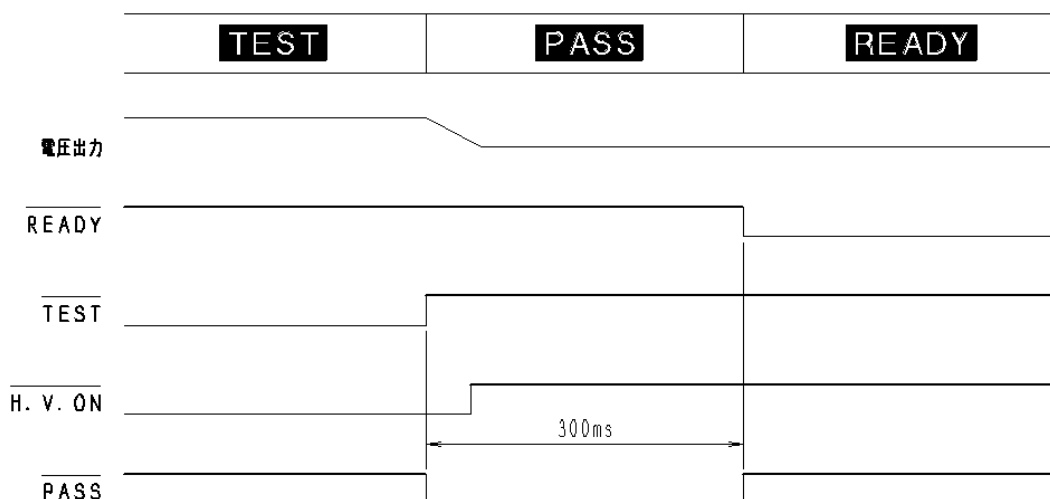 TEST PASS READY
電圧出力
READY
TEST
H. V. ON
300ms
PASS